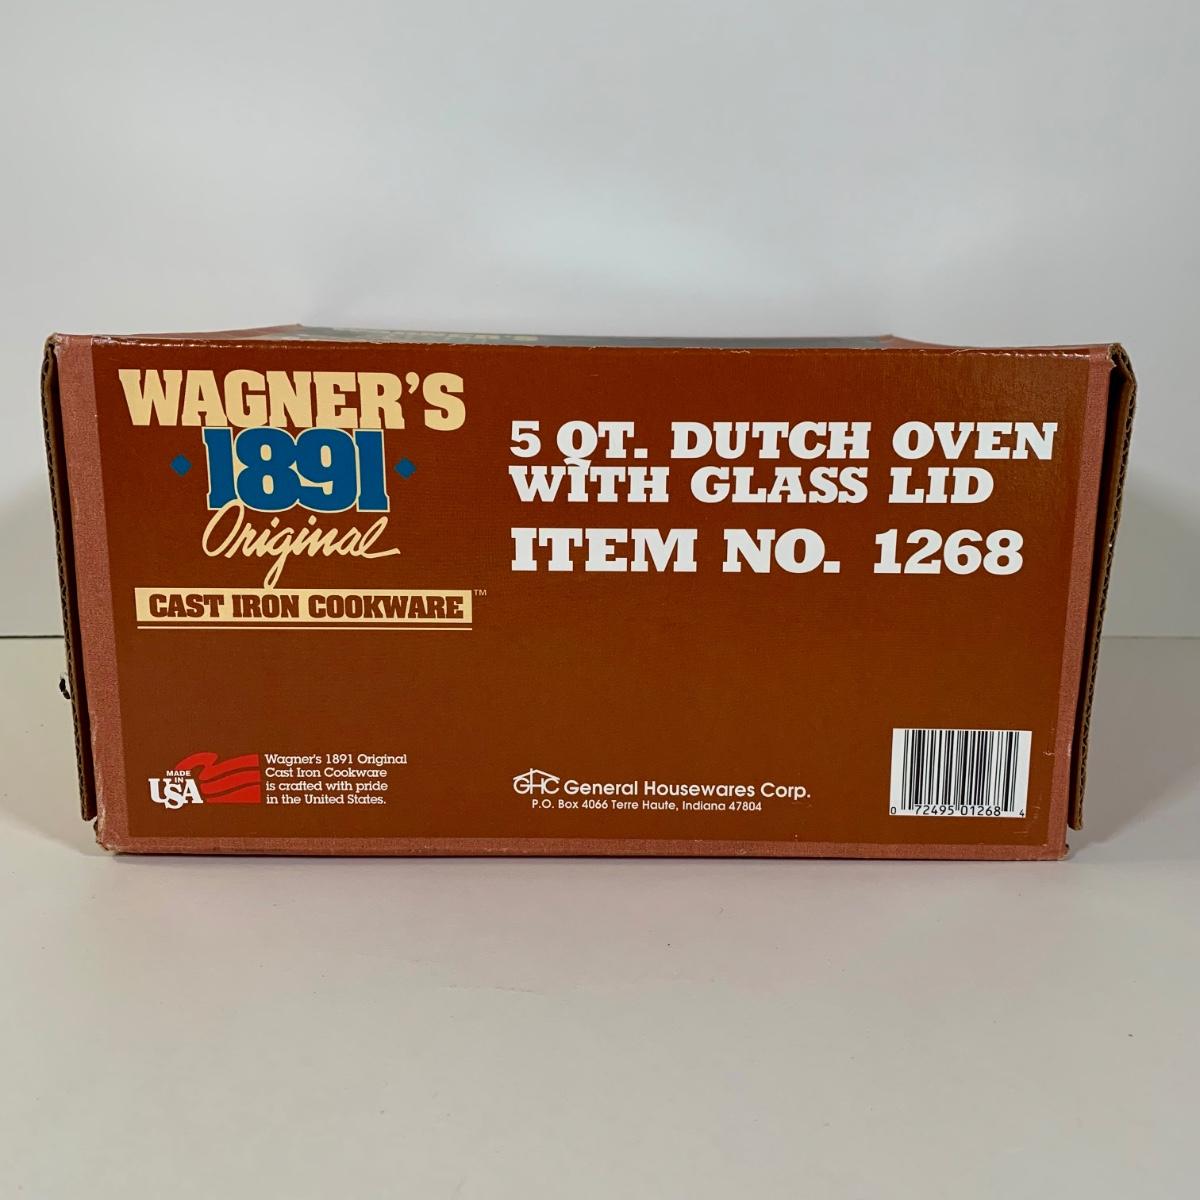 WAGNER'S
1891
Original
CAST IRON COOKWARE™
5 QT. DUTCH OVEN
WITH GLASS LID
ITEM NO. 1268
MADE
IN
USA
Wagner's 1891 Original
Cast Iron Cookware
is crafted with pride
in the United States.
GHC General Housewares Corp.
P.O. Box 4066 Terre Haute, Indiana 47804
0 72495 01268 4